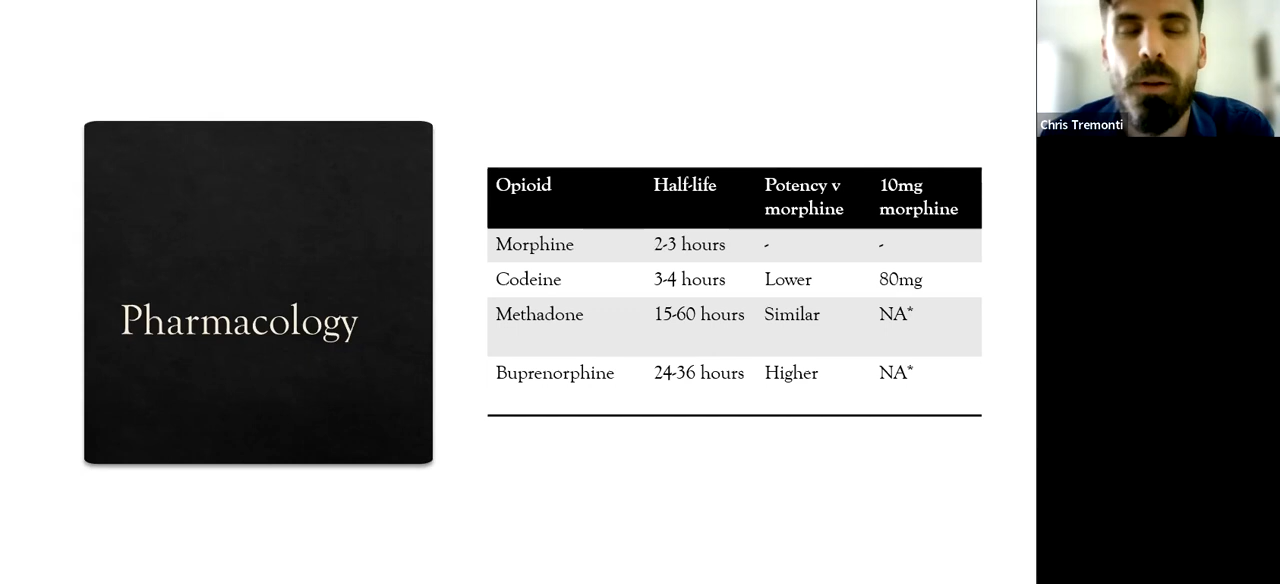 Pharmacology
Opioid Half-life Potency v morphine 10mg morphine
Morphine 2-3 hours - -
Codeine 3-4 hours Lower 80mg
Methadone 15-60 hours Similar NA*
Buprenorphine 24-36 hours Higher NA*
Chris Tremonti